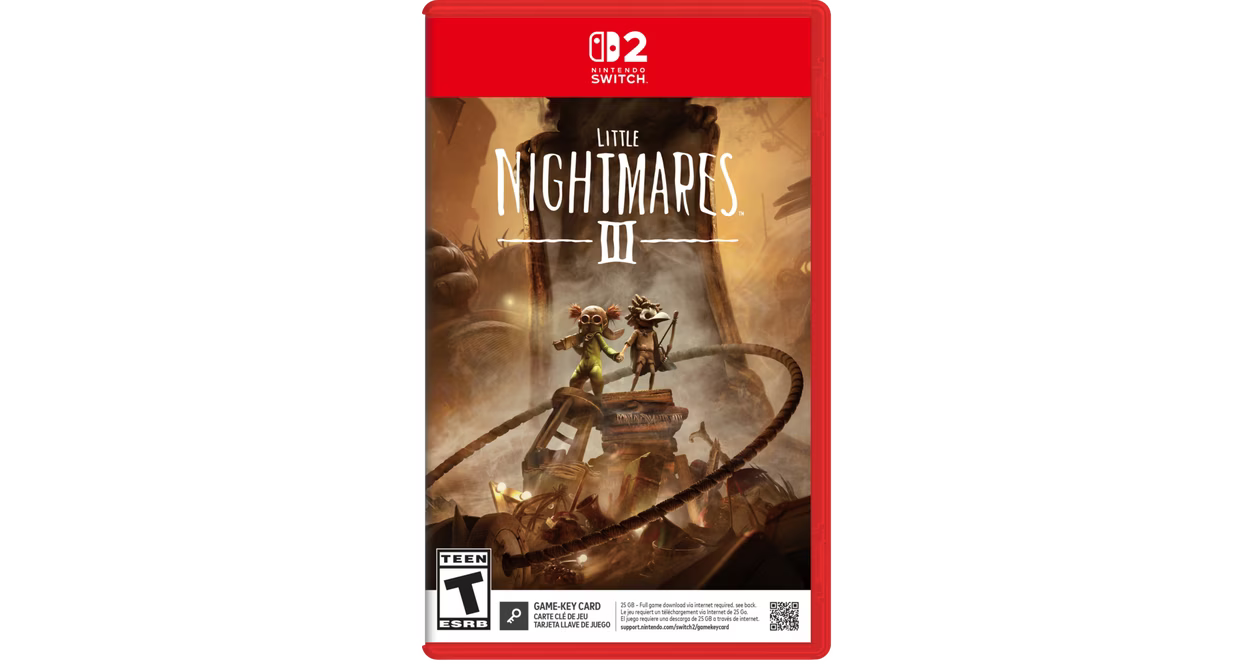 2
NINTENDO
SWITCH.
LITTLE
NIGHTMARES™
III
TEEN
T
ESRB
GAME-KEY CARD
CARTE CLÉ DE JEU
TARJETA LLAVE DE JUEGO
25 GB – Full game download via internet required. see back.
Le jeu requiert un téléchargement via Internet de 25 Go.
El juego requiere una descarga de 25 GB a través de internet.
support.nintendo.com/switch2/gamekeycard